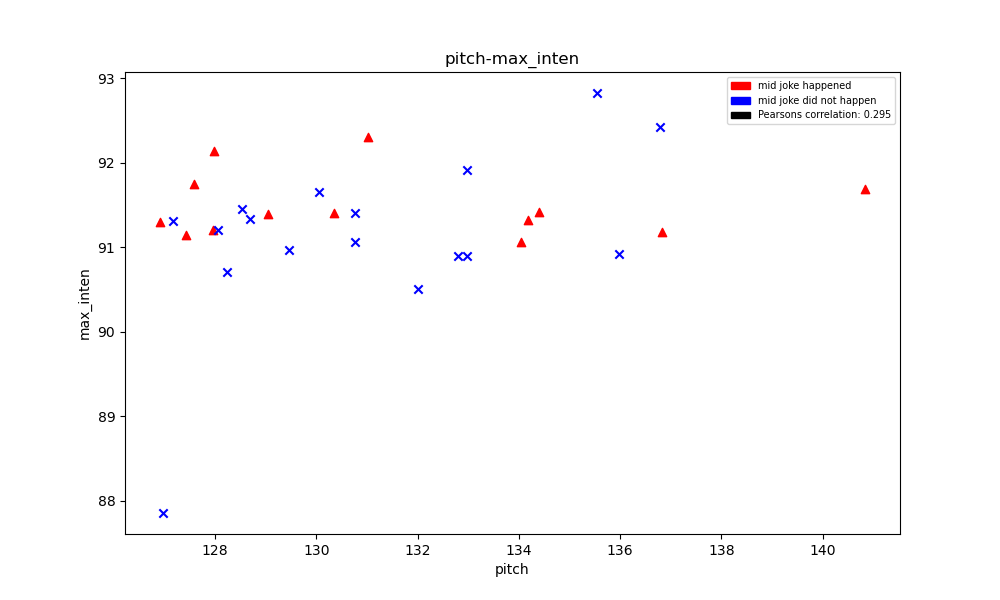 pitch-max_inten
mid joke happened
mid joke did not happen
Pearsons correlation: 0.295
93
92
91
90
89
88
max_inten
128 130 132 134 136 138 140
pitch